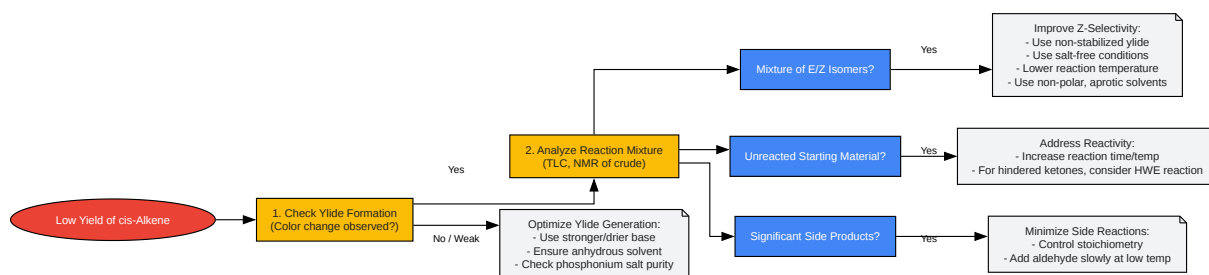 Low Yield of cis-Alkene
1. Check Ylide Formation
(Color change observed?)
Yes
No / Weak
Optimize Ylide Generation:
- Use stronger/drier base
- Ensure anhydrous solvent
- Check phosphonium salt purity
2. Analyze Reaction Mixture
(TLC, NMR of crude)
Mixture of E/Z Isomers?
Yes
Improve Z-Selectivity:
- Use non-stabilized ylide
- Use salt-free conditions
- Lower reaction temperature
- Use non-polar, aprotic solvents
Unreacted Starting Material?
Yes
Address Reactivity:
- Increase reaction time/temp
- For hindered ketones, consider HWE reaction
Significant Side Products?
Yes
Minimize Side Reactions:
- Control stoichiometry
- Add aldehyde slowly at low temp